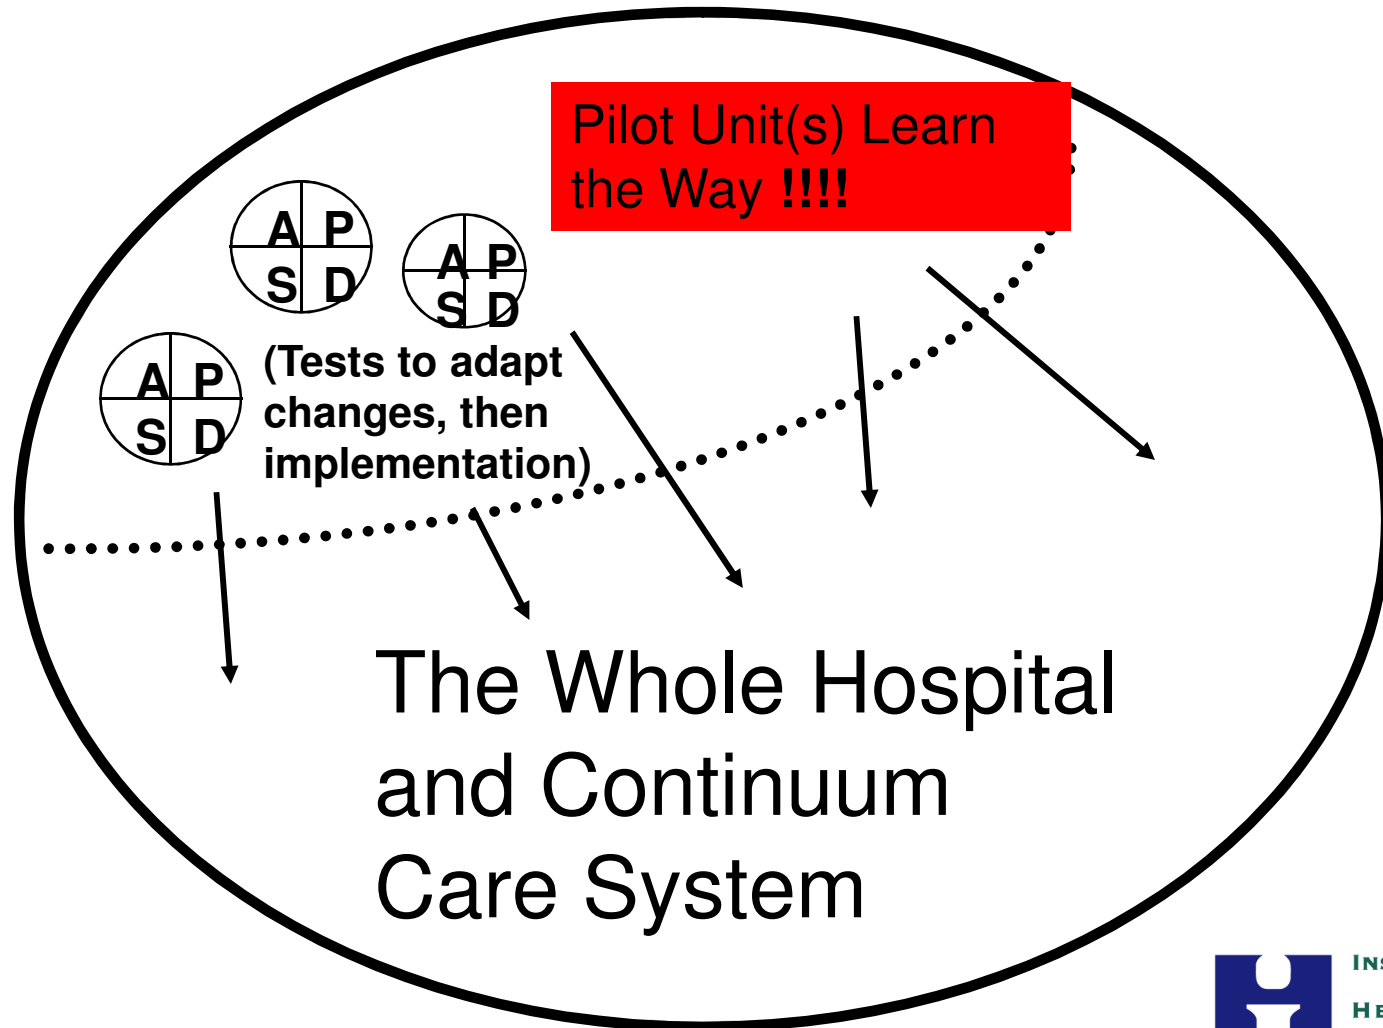 Pilot Unit(s) Learn
the Way !!!!
A P
S D
A P
S D
A P
S D
(Tests to adapt
changes, then
implementation)
The Whole Hospital
and Continuum
Care System